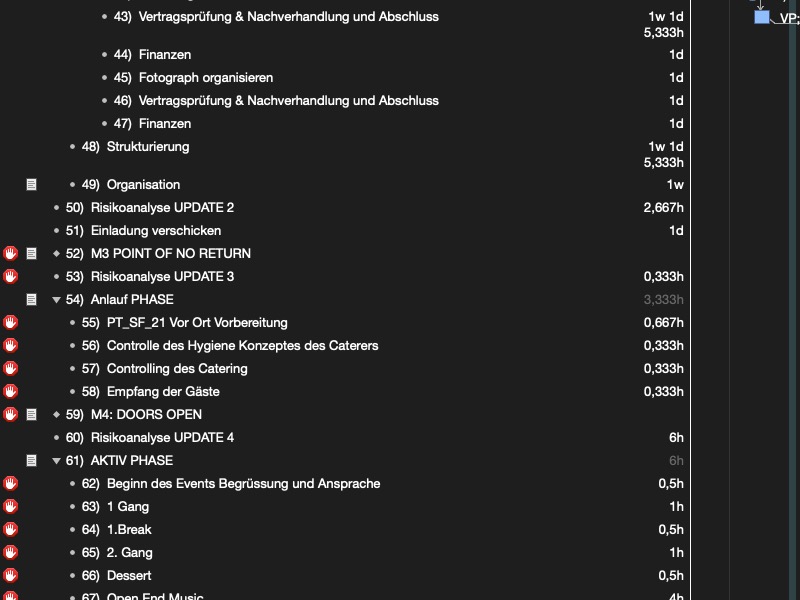 43) Vertragsprüfung & Nachverhandlung und Abschluss 1w 1d
5,333h
44) Finanzen 1d
45) Fotograph organisieren 1d
46) Vertragsprüfung & Nachverhandlung und Abschluss 1d
47) Finanzen 1d
48) Strukturierung 1w 1d
5,333h
49) Organisation 1w
50) Risikoanalyse UPDATE 2 2,667h
51) Einladung verschicken 1d
52) M3 POINT OF NO RETURN
53) Risikoanalyse UPDATE 3 0,333h
54) Anlauf PHASE 3,333h
55) PT_SF_21 Vor Ort Vorbereitung 0,667h
56) Controlle des Hygiene Konzeptes des Caterers 0,333h
57) Controlling des Catering 0,333h
58) Empfang der Gäste 0,333h
59) M4: DOORS OPEN
60) Risikoanalyse UPDATE 4 6h
61) AKTIV PHASE 6h
62) Beginn des Events Begrüssung und Ansprache 0,5h
63) 1 Gang 1h
64) 1.Break 0,5h
65) 2. Gang 1h
66) Dessert 0,5h
67) Open End Music 4h
VP;